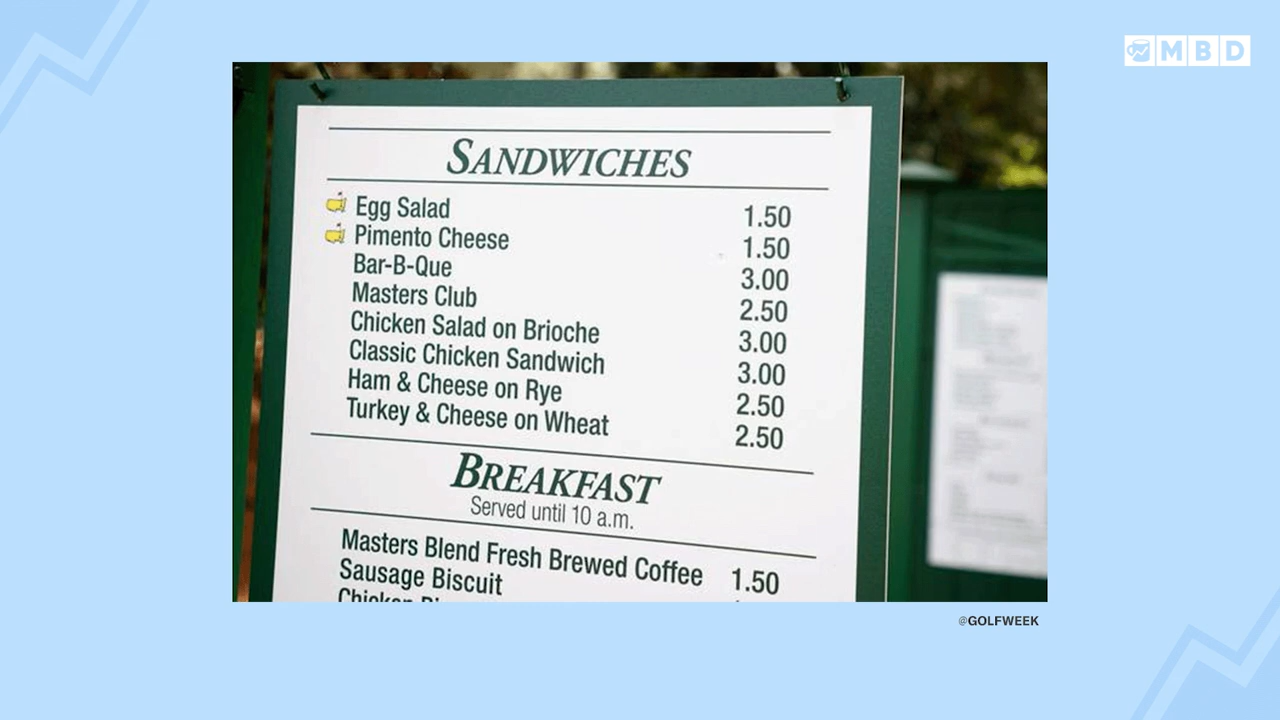 MBD
SANDWICHES
Egg Salad 1.50
Pimento Cheese 1.50
Bar-B-Que 3.00
Masters Club 2.50
Chicken Salad on Brioche 3.00
Classic Chicken Sandwich 3.00
Ham & Cheese on Rye 2.50
Turkey & Cheese on Wheat 2.50
BREAKFAST
Served until 10 a.m.
Masters Blend Fresh Brewed Coffee 1.50
Sausage Biscuit
Chicken
@GOLFWEEK